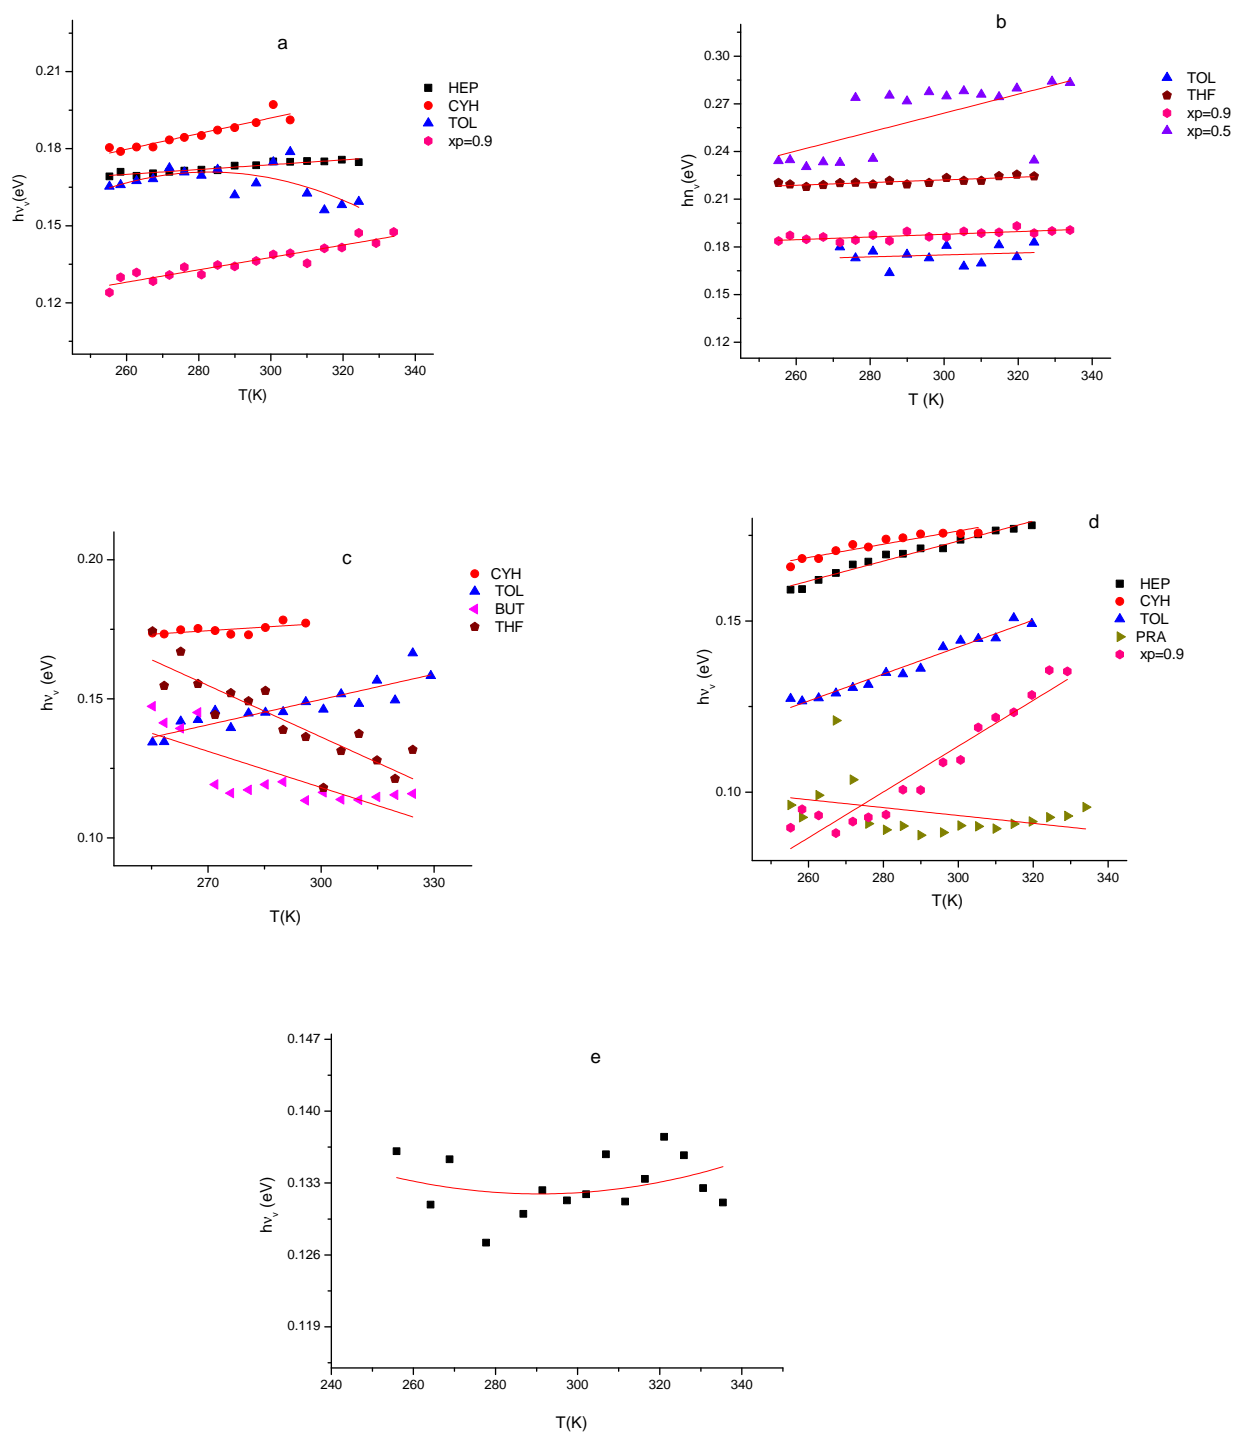 a
0.21
0.18
0.15
0.12
hνv(eV)
260
280
300
320
340
T(K)
HEP
CYH
TOL
xp=0.9
b
0.30
0.27
0.24
0.21
0.18
0.15
0.12
hnv(eV)
260
280
300
320
340
T (K)
TOL
THF
xp=0.9
xp=0.5
c
0.20
0.15
0.10
hνv (eV)
270
300
330
T(K)
CYH
TOL
BUT
THF
d
0.15
0.10
hνv (eV)
260
280
300
320
340
T(K)
HEP
CYH
TOL
PRA
xp=0.9
e
0.147
0.140
0.133
0.126
0.119
hνv (eV)
240
260
280
300
320
340
T(K)